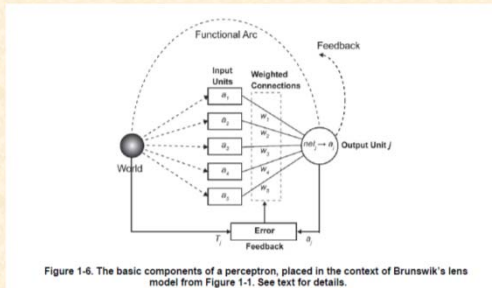 Functional Arc
Feedback
Input
Units
Weighted
Connections
a₁
w₁
a₂
w₂
a₃
w₃
net → aⱼ
Output Unit j
World
a₄
w₄
a₅
w₅
Error
Tⱼ
aⱼ
Feedback
Figure 1-6. The basic components of a perceptron, placed in the context of Brunswik's lens
model from Figure 1-1. See text for details.